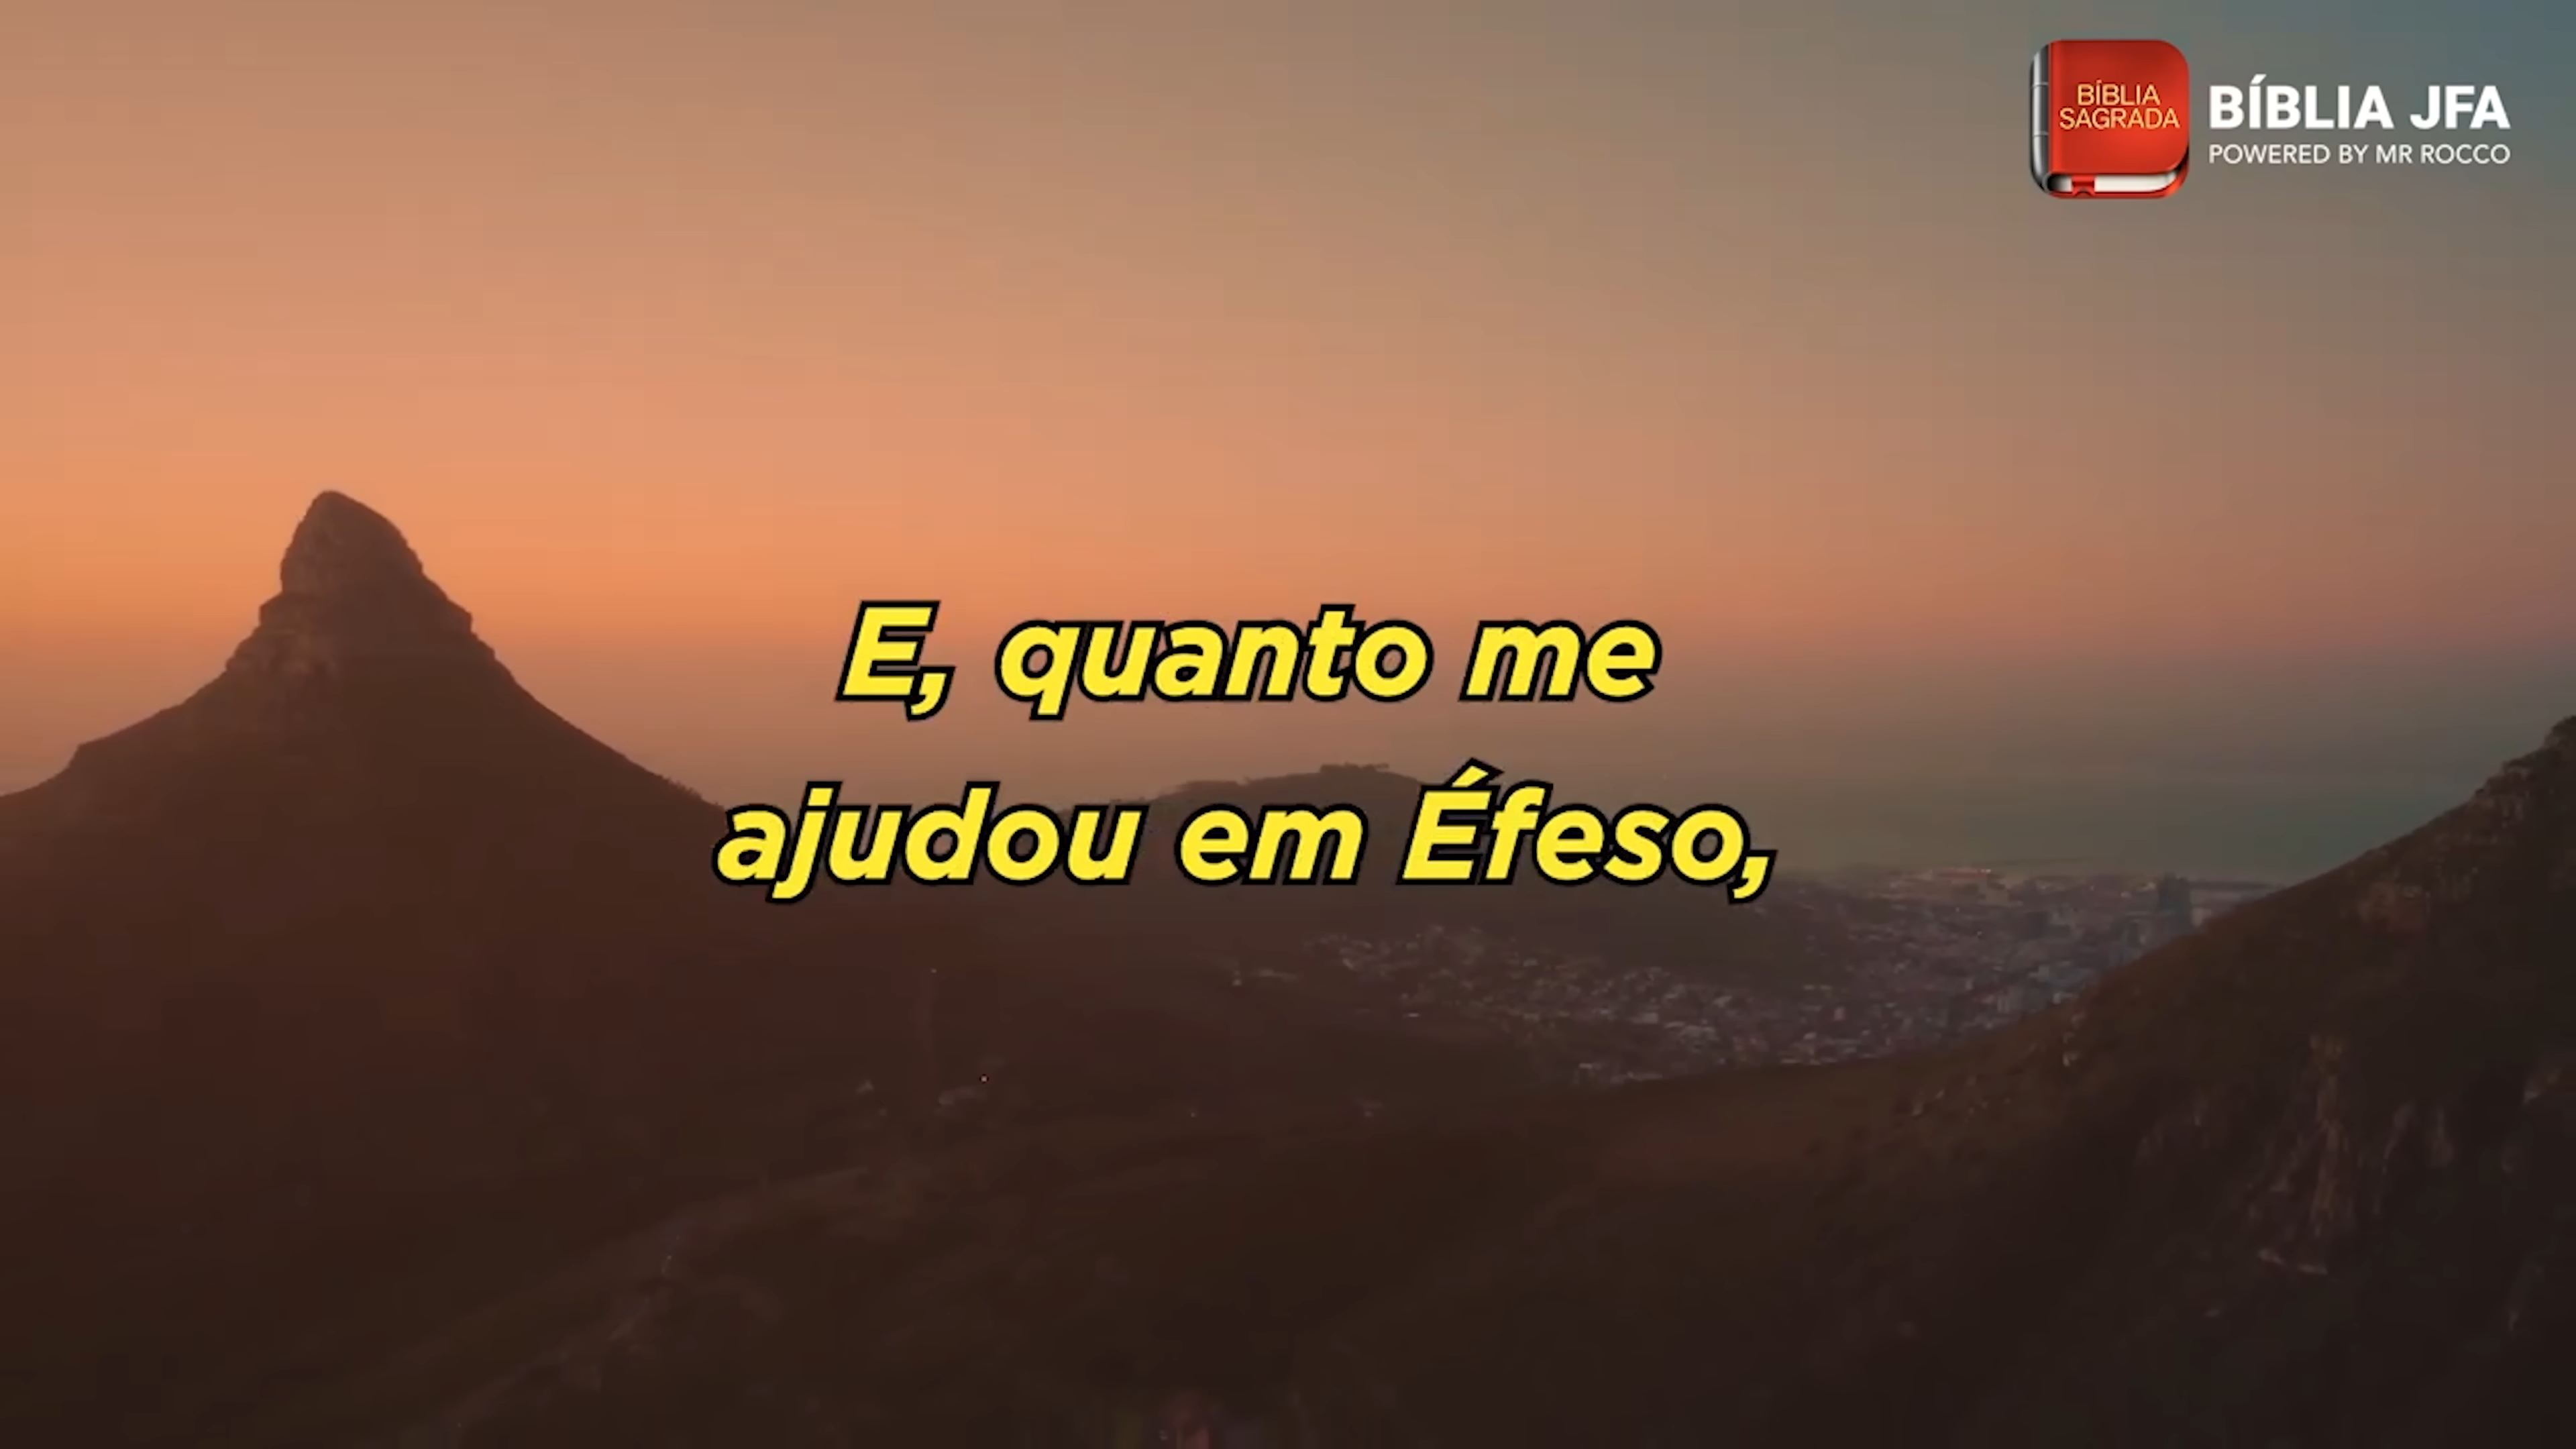 BÍBLIA
SAGRADA
BÍBLIA JFA
POWERED BY MR ROCCO
E, quanto me
ajudou em Éfeso,